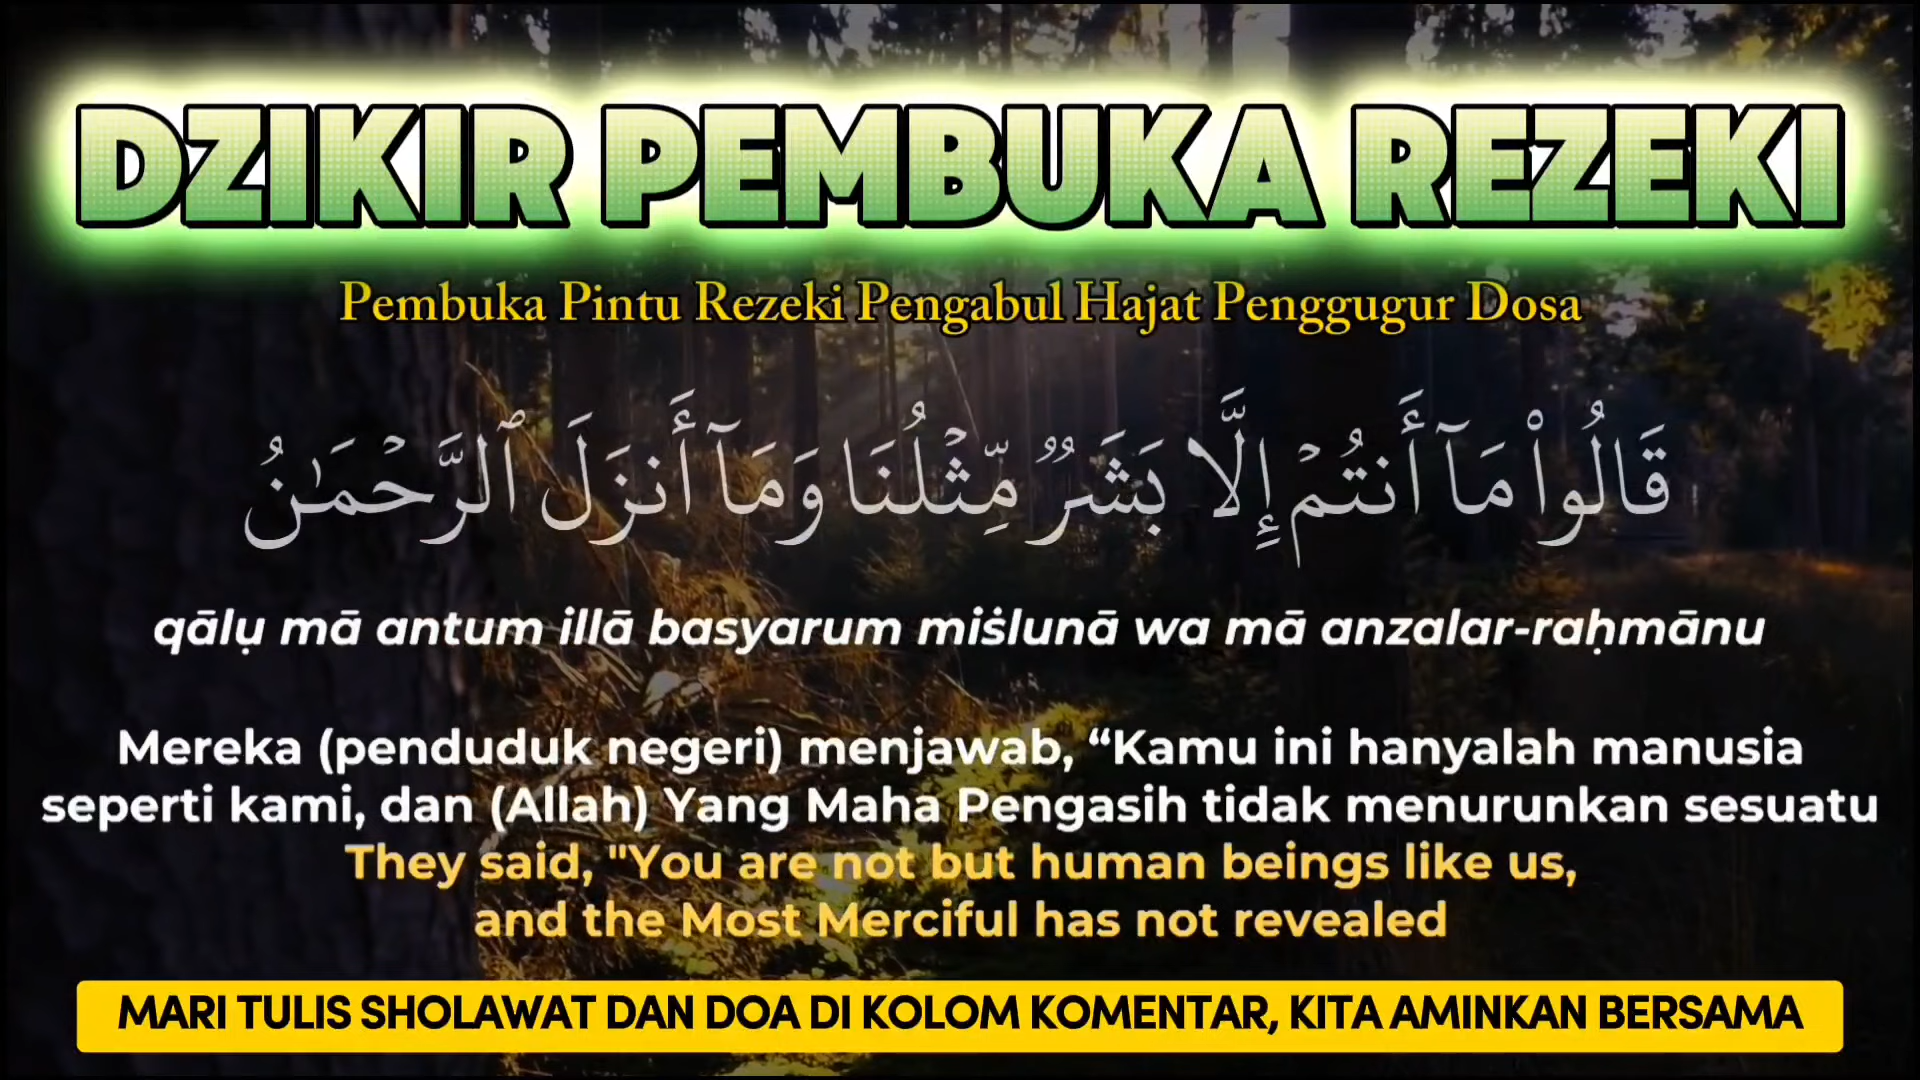 DZIKIR PEMBUKA REZEKI
Pembuka Pintu Rezeki Pengabul Hajat Penggugur Dosa
قَالُوا۟ مَآ أَنتُمْ إِلَّا بَشَرٌ مِّثْلُنَا وَمَآ أَنزَلَ ٱلرَّحْمَـٰنُ
qālụ mā antum illā basyarum miṡlunā wa mā anzalar-raḥmānu
Mereka (penduduk negeri) menjawab, “Kamu ini hanyalah manusia
seperti kami, dan (Allah) Yang Maha Pengasih tidak menurunkan sesuatu
They said, "You are not but human beings like us,
and the Most Merciful has not revealed
MARI TULIS SHOLAWAT DAN DOA DI KOLOM KOMENTAR, KITA AMINKAN BERSAMA